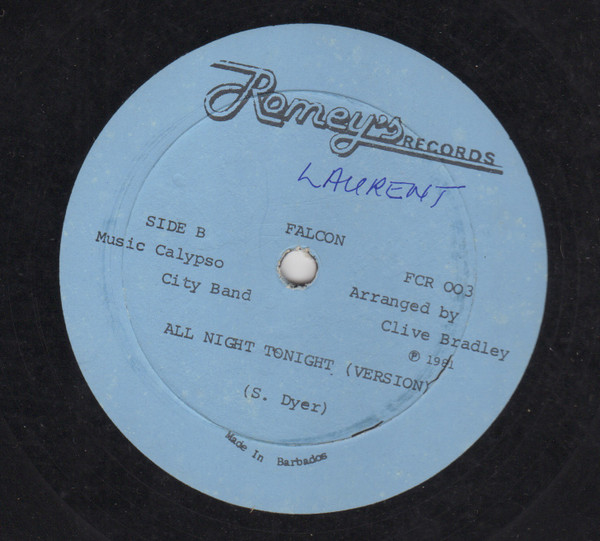 Romey's RECORDS
LAURENT
SIDE B
FALCON
Music Calypso
City Band
FCR 003
Arranged by
Clive Bradley
℗ 1981
ALL NIGHT TONIGHT (VERSION)
(S. Dyer)
Made In Barbados